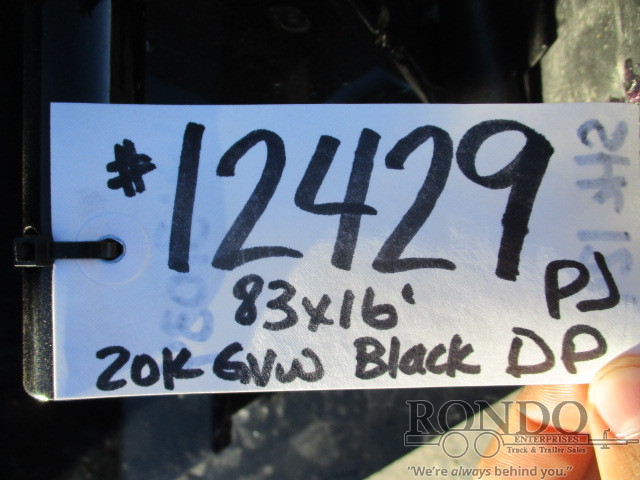 #12429
83x16' PJ
20K GVW Black DP
RONDO
ENTERPRISES
Truck & Trailer Sales
"We're always behind you."